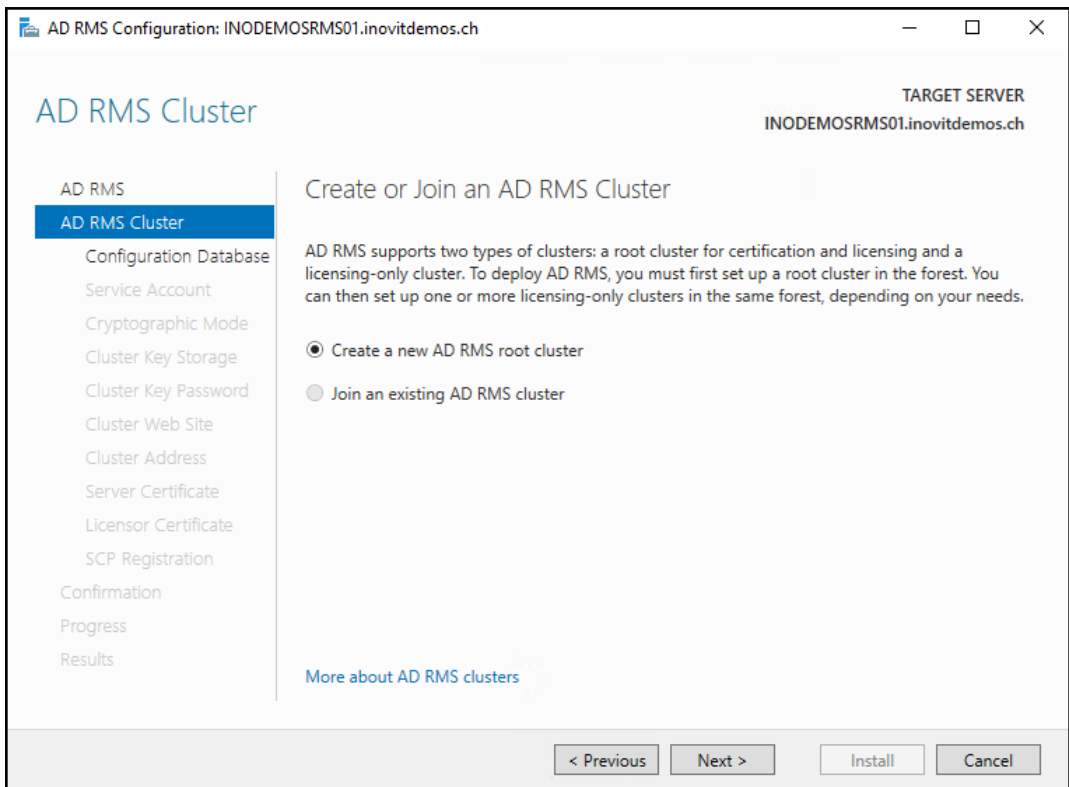 AD RMS Configuration: INODEMOSRMS01.inovitdemos.ch
AD RMS Cluster
TARGET SERVER
INODEMOSRMS01.inovitdemos.ch
AD RMS
AD RMS Cluster
Configuration Database
Service Account
Cryptographic Mode
Cluster Key Storage
Cluster Key Password
Cluster Web Site
Cluster Address
Server Certificate
Licensor Certificate
SCP Registration
Confirmation
Progress
Results
Create or Join an AD RMS Cluster
AD RMS supports two types of clusters: a root cluster for certification and licensing and a
licensing-only cluster. To deploy AD RMS, you must first set up a root cluster in the forest. You
can then set up one or more licensing-only clusters in the same forest, depending on your needs.
Create a new AD RMS root cluster
Join an existing AD RMS cluster
More about AD RMS clusters
< Previous
Next >
Install
Cancel